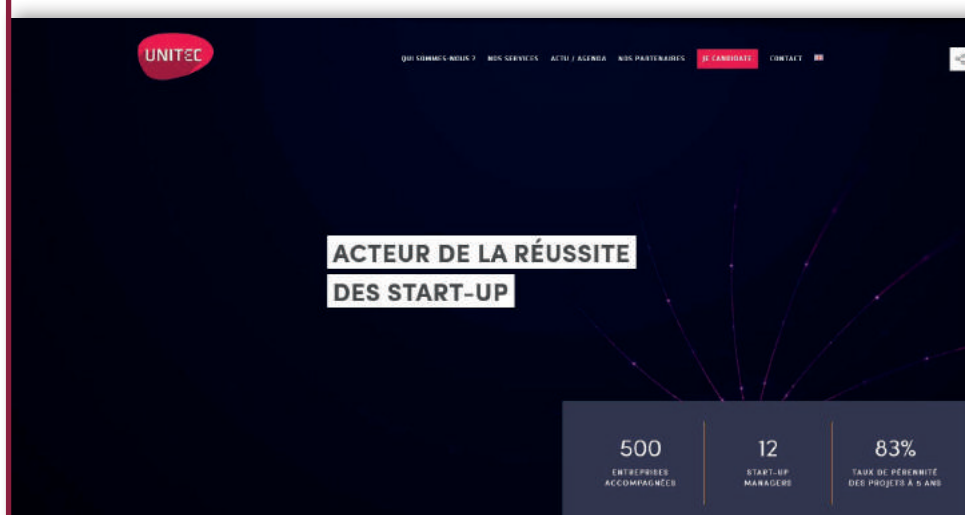 UNITEC
QUI SOMMES-NOUS ? NOS SERVICES ACTU / AGENDA NOS PARTENAIRES JE CANDIDATE CONTACT
ACTEUR DE LA RÉUSSITE
DES START-UP
500 12 83%
ENTREPRISES START-UP TAUX DE PÉRENNITÉ
ACCOMPAGNÉES MANAGERS DES PROJETS À 5 ANS